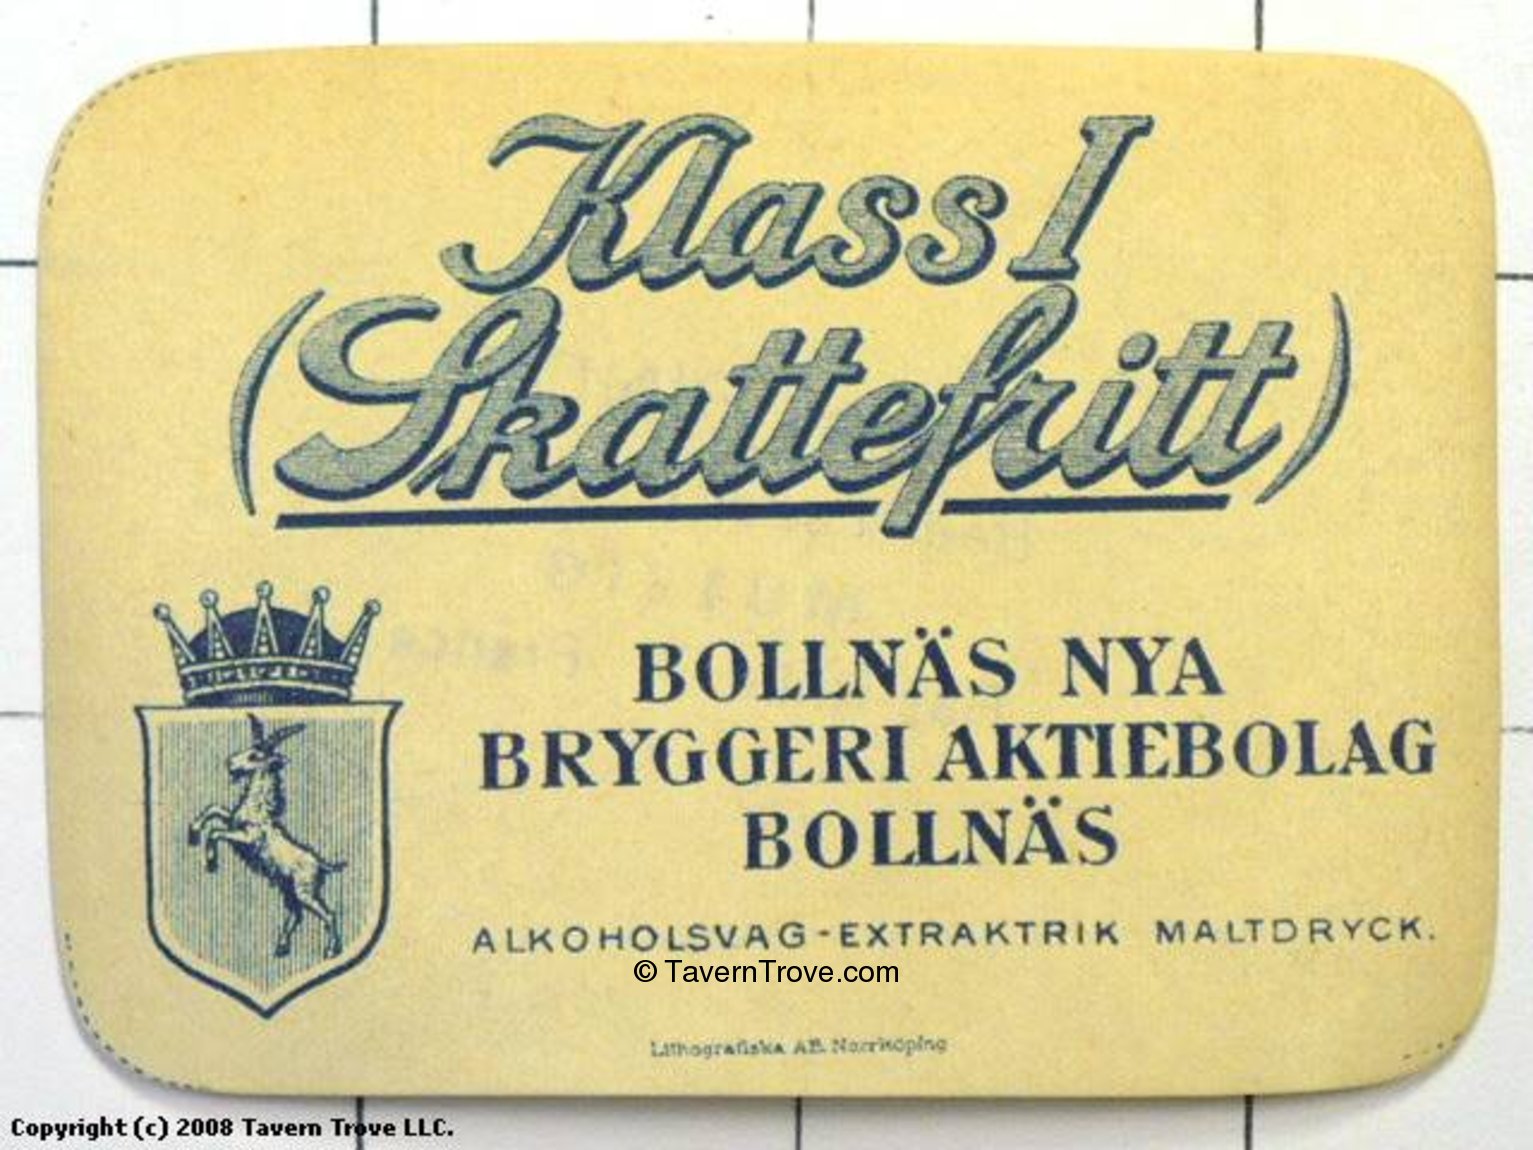 Klass I
(Skattefritt)
BOLLNÄS NYA
BRYGGERI AKTIEBOLAG
BOLLNÄS
ALKOHOLSVAG-EXTRAKTRIK MALTDRYCK.
© TavernTrove.com
Lithografiska AB. Norrköping
Copyright (c) 2008 Tavern Trove LLC.